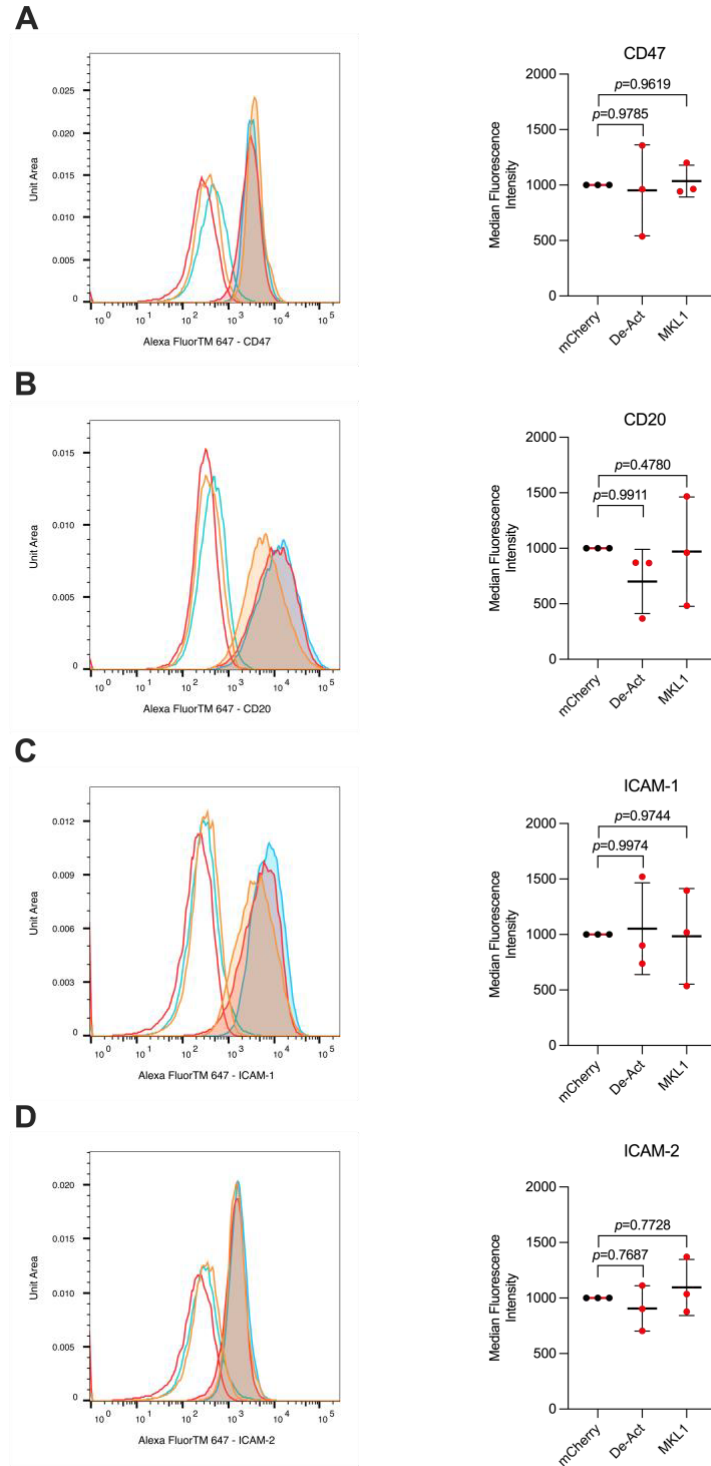 A
0.025
0.020
0.015
0.010
0.005
0
Unit Area
10^0 10^1 10^2 10^3 10^4 10^5
Alexa FluorTM 647 - CD47
CD47
2000
1500
1000
500
0
Median Fluorescence
Intensity
p=0.9619
p=0.9785
mCherry
De-Act
MKL1
B
0.015
0.010
0.005
0
Unit Area
10^0 10^1 10^2 10^3 10^4 10^5
Alexa FluorTM 647 - CD20
CD20
2000
1500
1000
500
0
Median Fluorescence
Intensity
p=0.4780
p=0.9911
mCherry
De-Act
MKL1
C
0.012
0.009
0.006
0.003
0
Unit Area
10^0 10^1 10^2 10^3 10^4 10^5
Alexa FluorTM 647 - ICAM-1
ICAM-1
2000
1500
1000
500
0
Median Fluorescence
Intensity
p=0.9744
p=0.9974
mCherry
De-Act
MKL1
D
0.020
0.015
0.010
0.005
0
Unit Area
10^0 10^1 10^2 10^3 10^4 10^5
Alexa FluorTM 647 - ICAM-2
ICAM-2
2000
1500
1000
500
0
Median Fluorescence
Intensity
p=0.7728
p=0.7687
mCherry
De-Act
MKL1